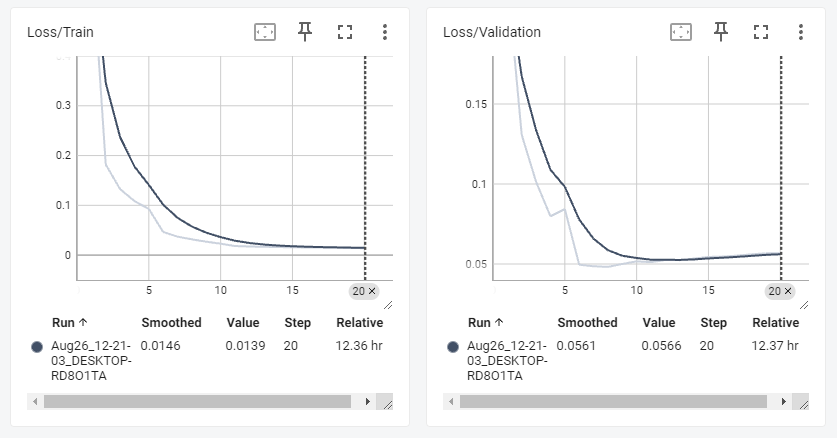 Loss/Train
0.3
0.2
0.1
0
5
10
15
20
Run ↑ Smoothed Value Step Relative
Aug26_12-21-03_DESKTOP-RD8O1TA 0.0146 0.0139 20 12.36 hr
Loss/Validation
0.15
0.1
0.05
5
10
15
20
Run ↑ Smoothed Value Step Relative
Aug26_12-21-03_DESKTOP-RD8O1TA 0.0561 0.0566 20 12.37 hr